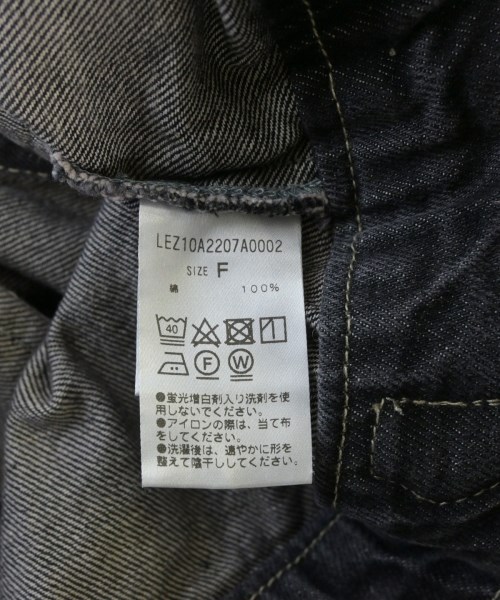 LEZ10A2207A0002
SIZE F
綿 100%
40
F W
●蛍光増白剤入り洗剤を使
用しないでください。
●アイロンの際は、当て布
をしてください。
●洗濯後は、速やかに形を
整えて陰干ししてください。